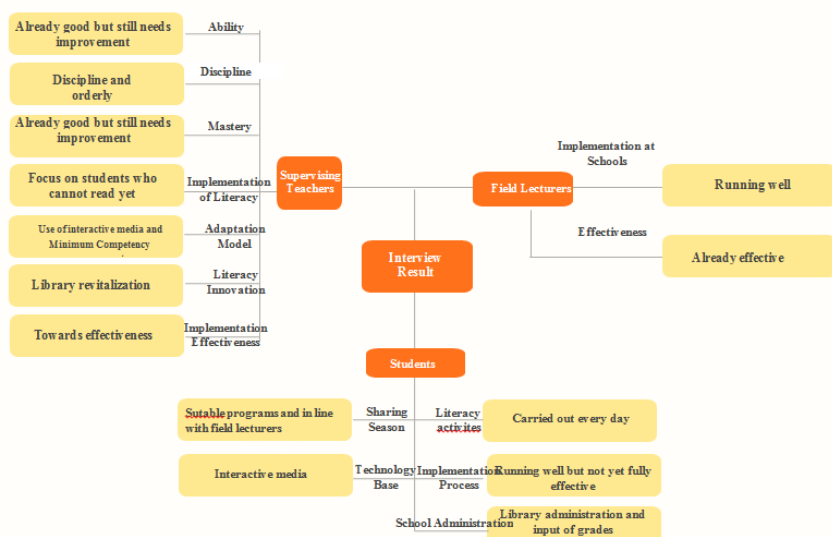 Already good but still needs
improvement
Ability
Discipline and
orderly
Discipline
Already good but still needs
improvement
Mastery
Focus on students who
cannot read yet
Implementation
of Literacy
Use of interactive media and
Minimum Competency
Adaptation
Model
Library revitalization
Literacy
Innovation
Towards effectiveness
Implementation
Effectiveness
Supervising
Teachers
Interview
Result
Field Lecturers
Implementation at
Schools
Running well
Effectiveness
Already effective
Students
Sutable programs and in line
with field lecturers
Sharing
Season
Literacy
activites
Carried out every day
Interactive media
Technology
Base
Implementation
Process
Running well but not yet fully
effective
School Administration
Library administration and
input of grades